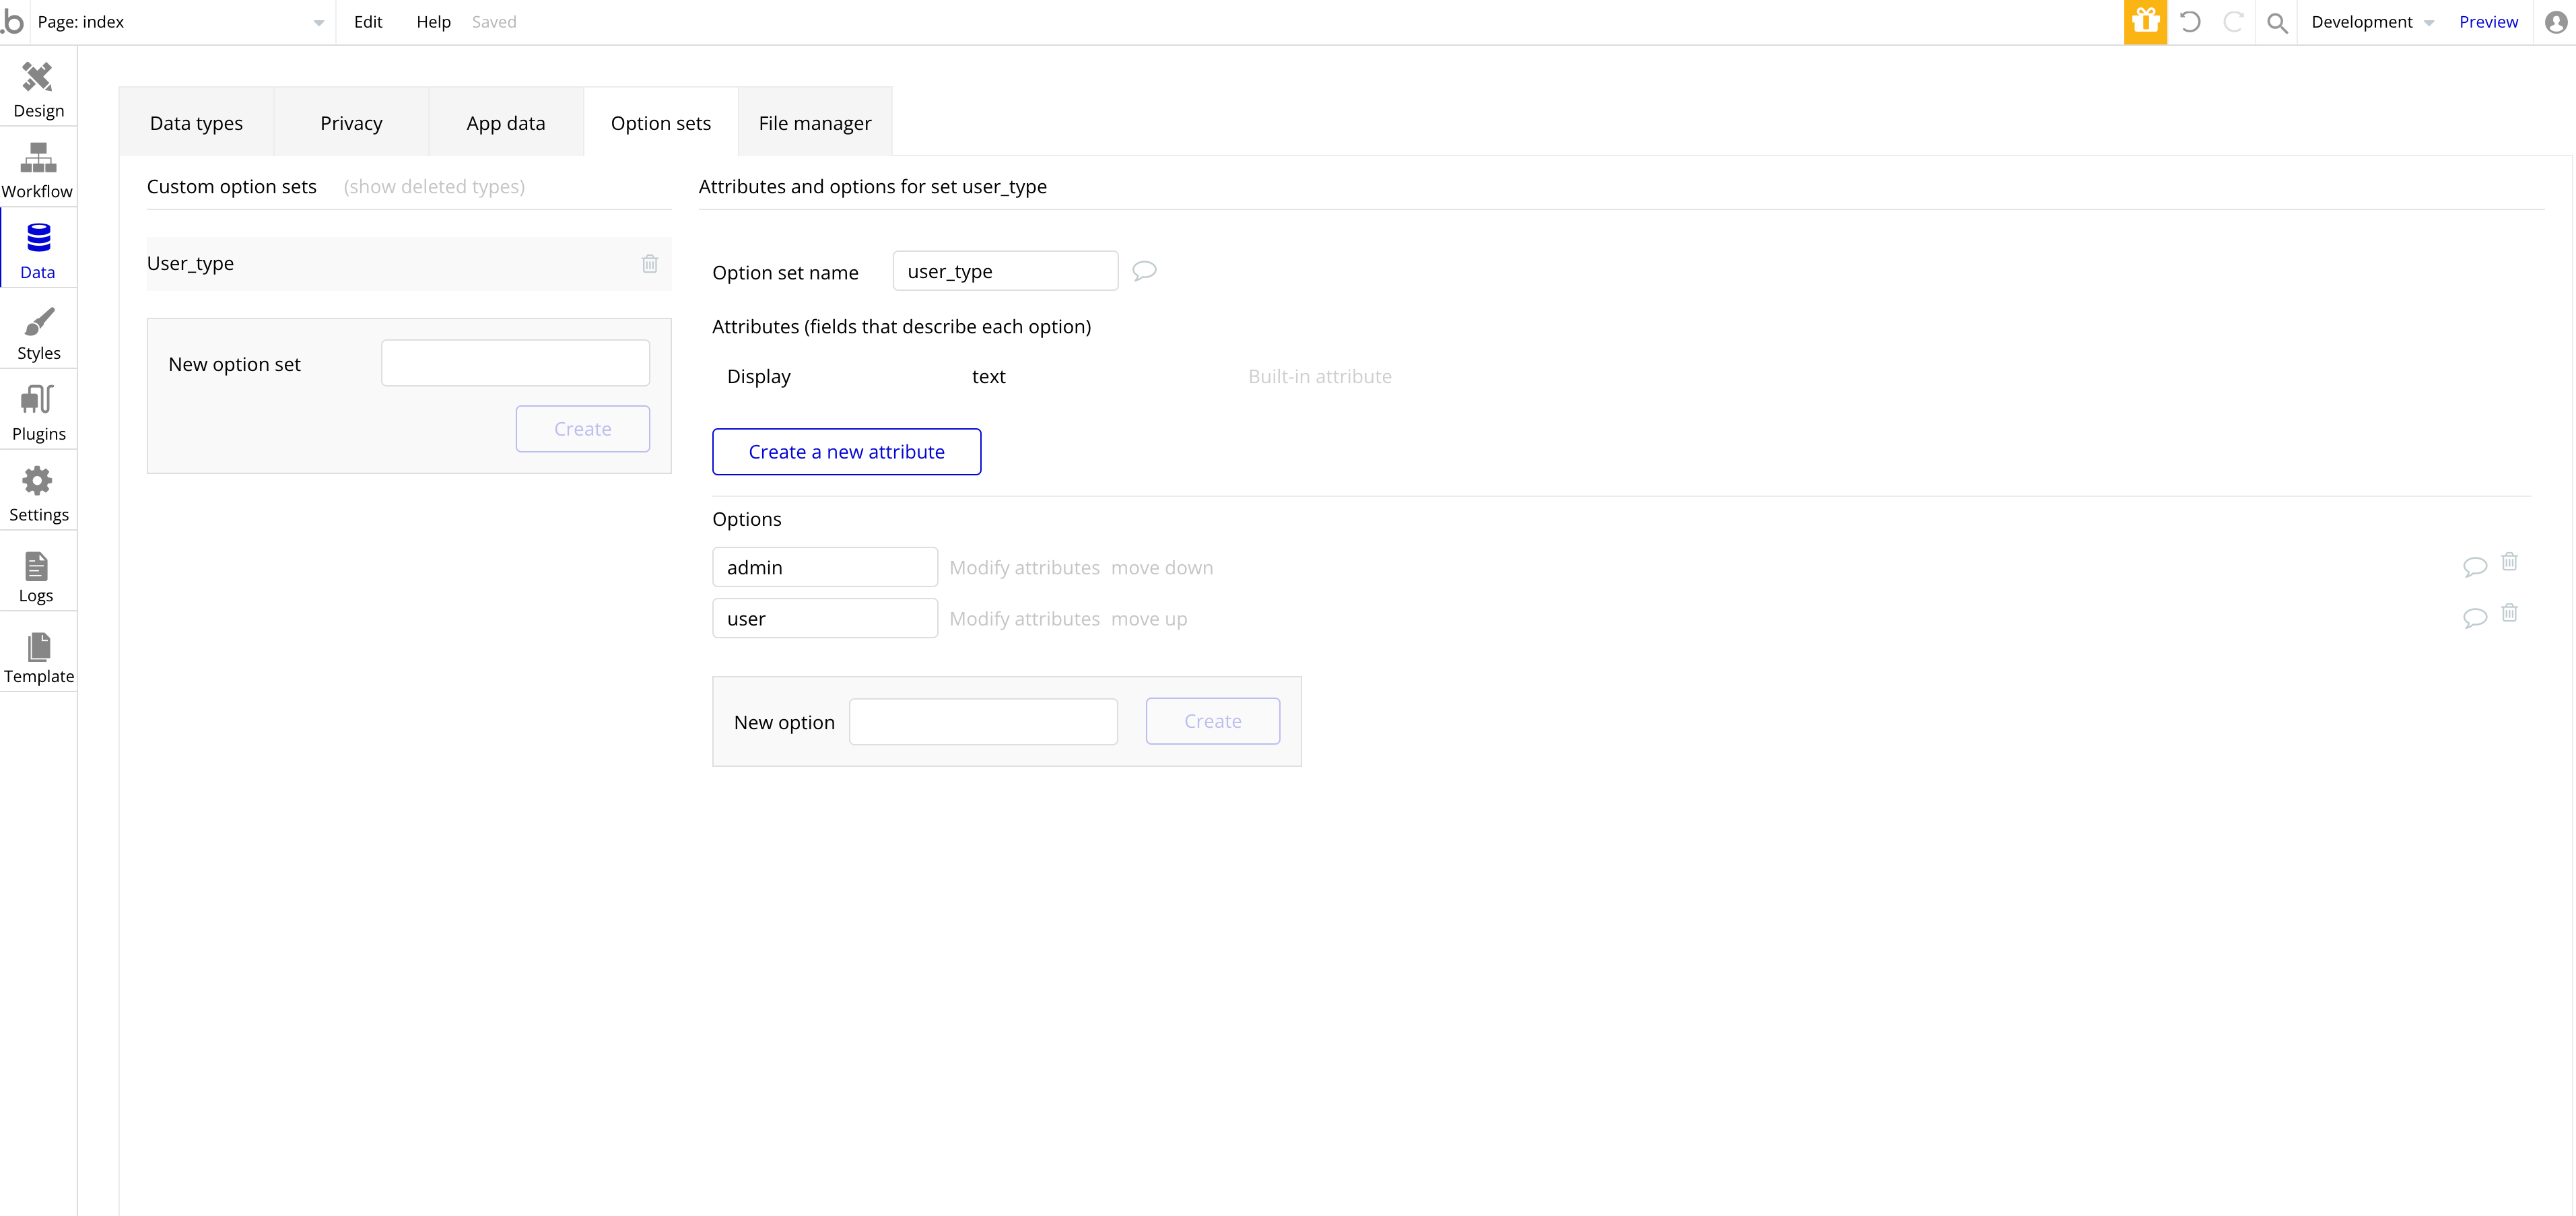 .b Page: index Edit Help Saved Development Preview
Design
Workflow
Data
Styles
Plugins
Settings
Logs
Template
Data types Privacy App data Option sets File manager
Custom option sets (show deleted types)
User_type
New option set
Create
Attributes and options for set user_type
Option set name user_type
Attributes (fields that describe each option)
Display text Built-in attribute
Create a new attribute
Options
admin Modify attributes move down
user Modify attributes move up
New option Create